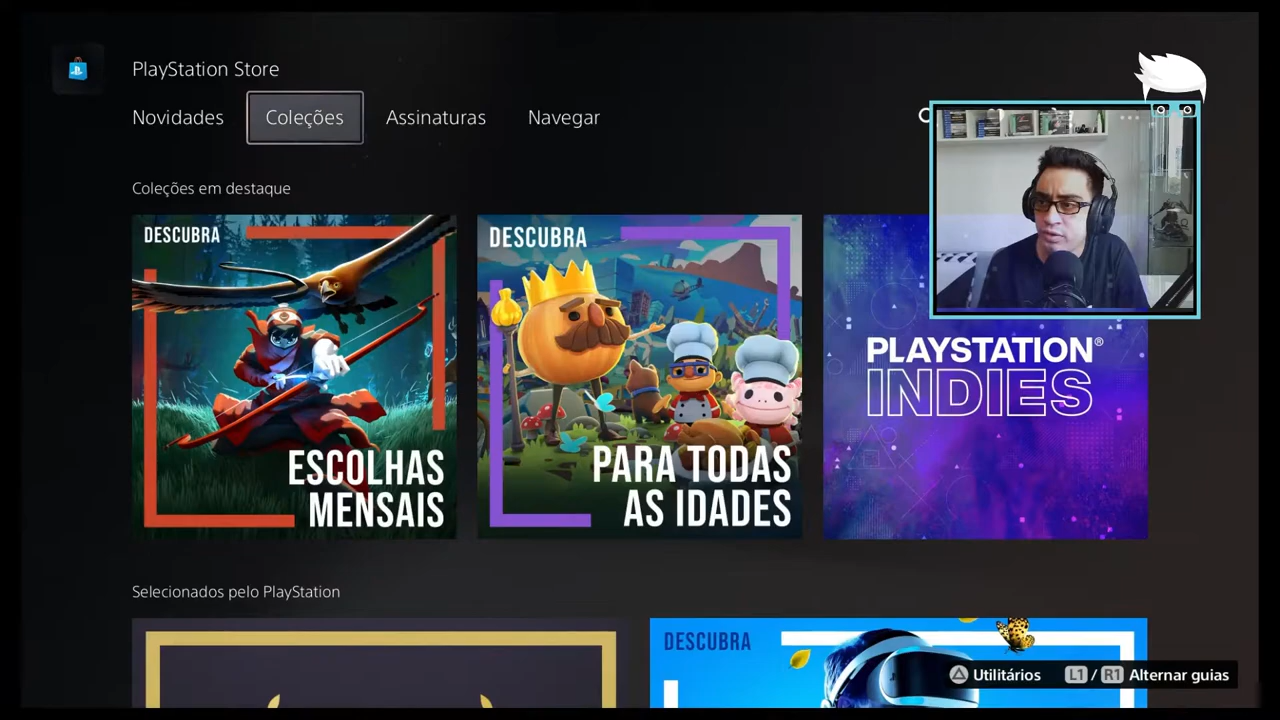 PlayStation Store
Novidades
Coleções
Assinaturas
Navegar
Coleções em destaque
DESCUBRA
ESCOLHAS
MENSAIS
DESCUBRA
PARA TODAS
AS IDADES
PLAYSTATION®
INDIES
Selecionados pelo PlayStation
DESCUBRA
Utilitários
L1 / R1 Alternar guias